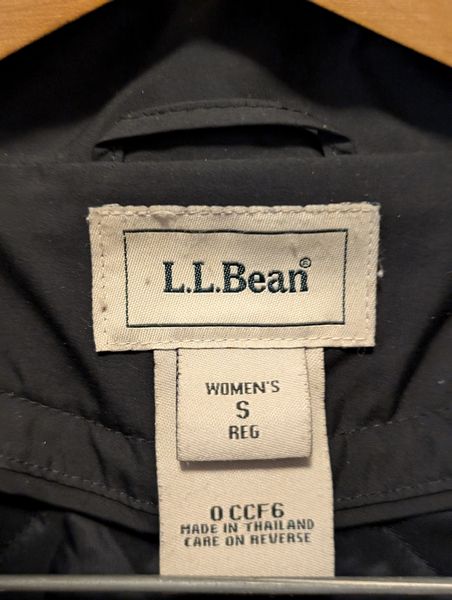 L.L.Bean®
WOMEN'S
S
REG
0 CCF6
MADE IN THAILAND
CARE ON REVERSE